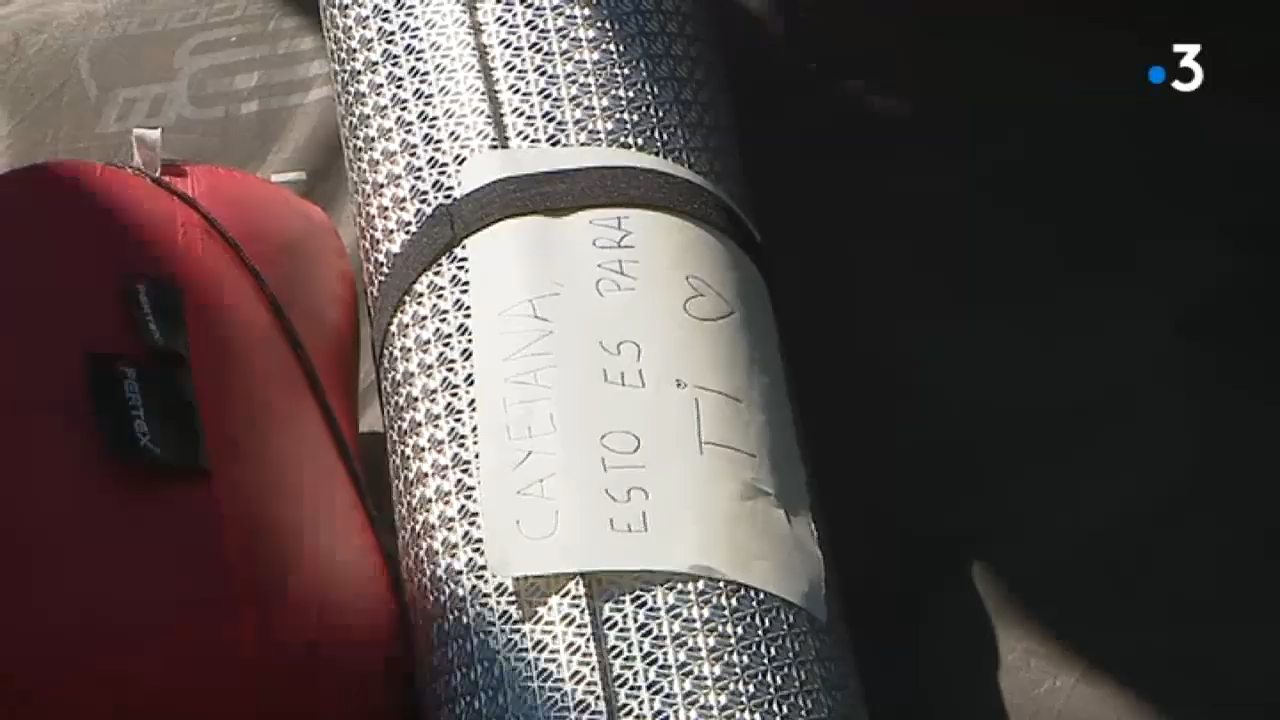 3
PERTEX
PERTEX
CAYETANA,
ESTO ES PARA
Ti ♡